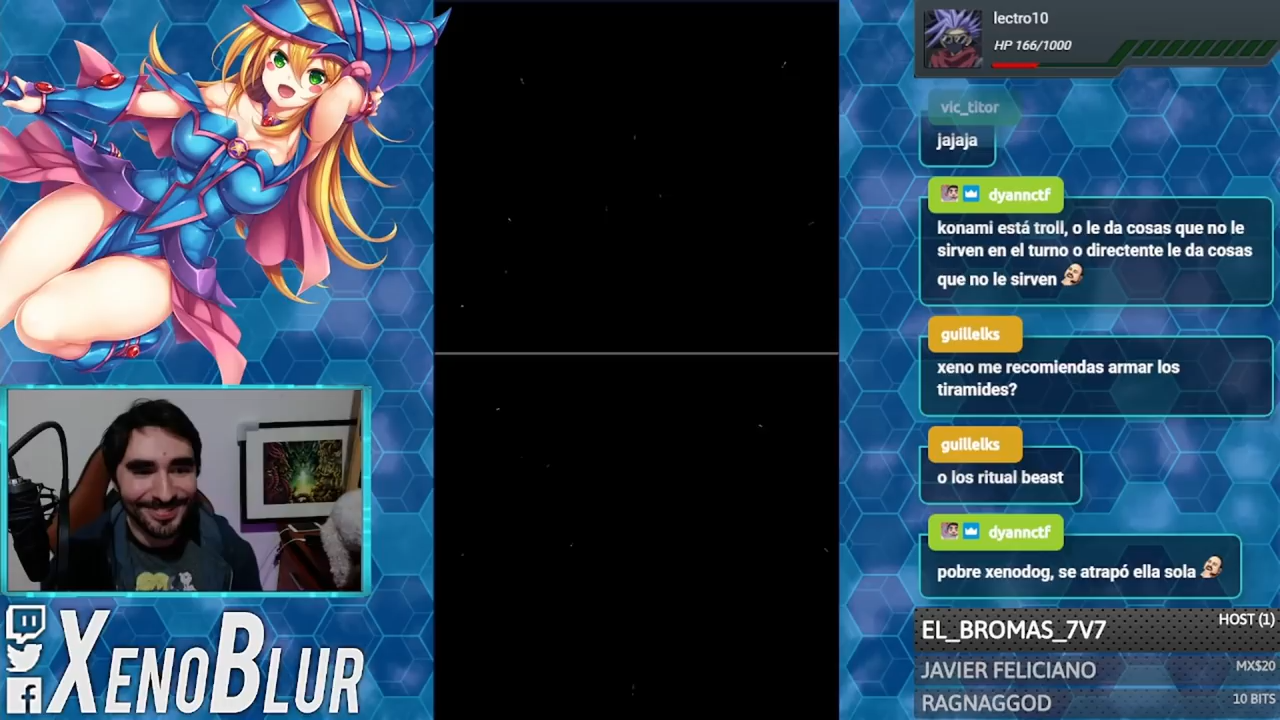 lectro10
HP 166/1000
vic_titor
jajaja
dyannctf
konami está troll, o le da cosas que no le
sirven en el turno o directente le da cosas
que no le sirven
guillelks
xeno me recomiendas armar los
tiramides?
guillelks
o los ritual beast
dyannctf
pobre xenodog, se atrapó ella sola
EL_BROMAS_7V7
HOST (1)
JAVIER FELICIANO
MX$20
RAGNAGGOD
10 BITS
XENOBLUR